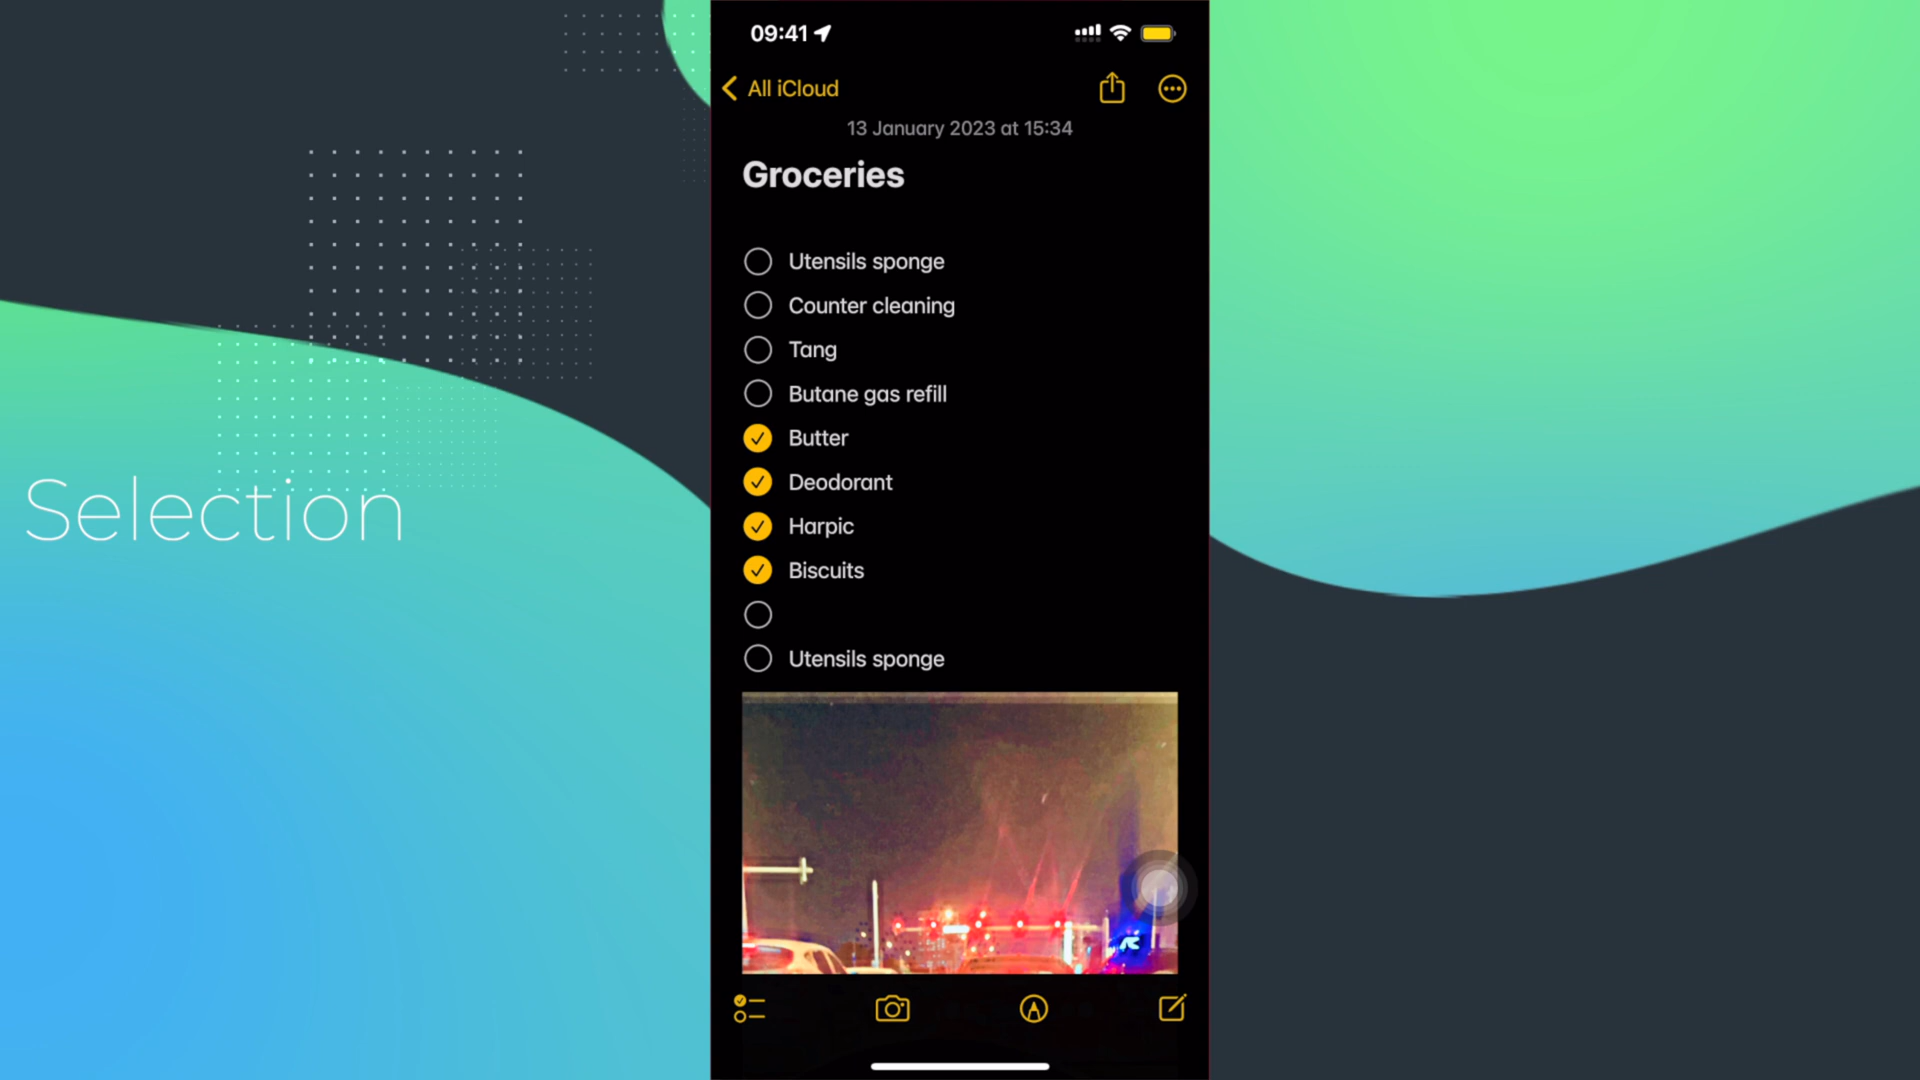 Selection
09:41
All iCloud
13 January 2023 at 15:34
Groceries
Utensils sponge
Counter cleaning
Tang
Butane gas refill
Butter
Deodorant
Harpic
Biscuits
Utensils sponge